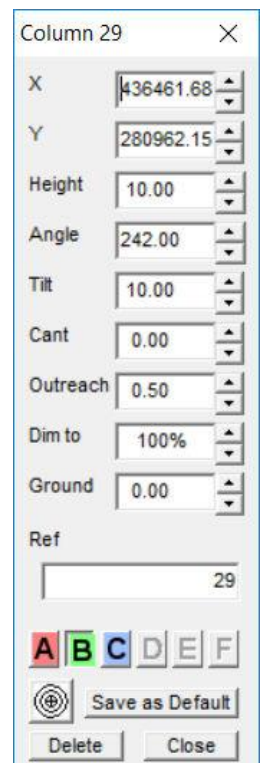 Column 29
X 436461.68
Y 280962.15
Height 10.00
Angle 242.00
Tilt 10.00
Cant 0.00
Outreach 0.50
Dim to 100%
Ground 0.00
Ref
29
A B C D E F
Save as Default
Delete Close